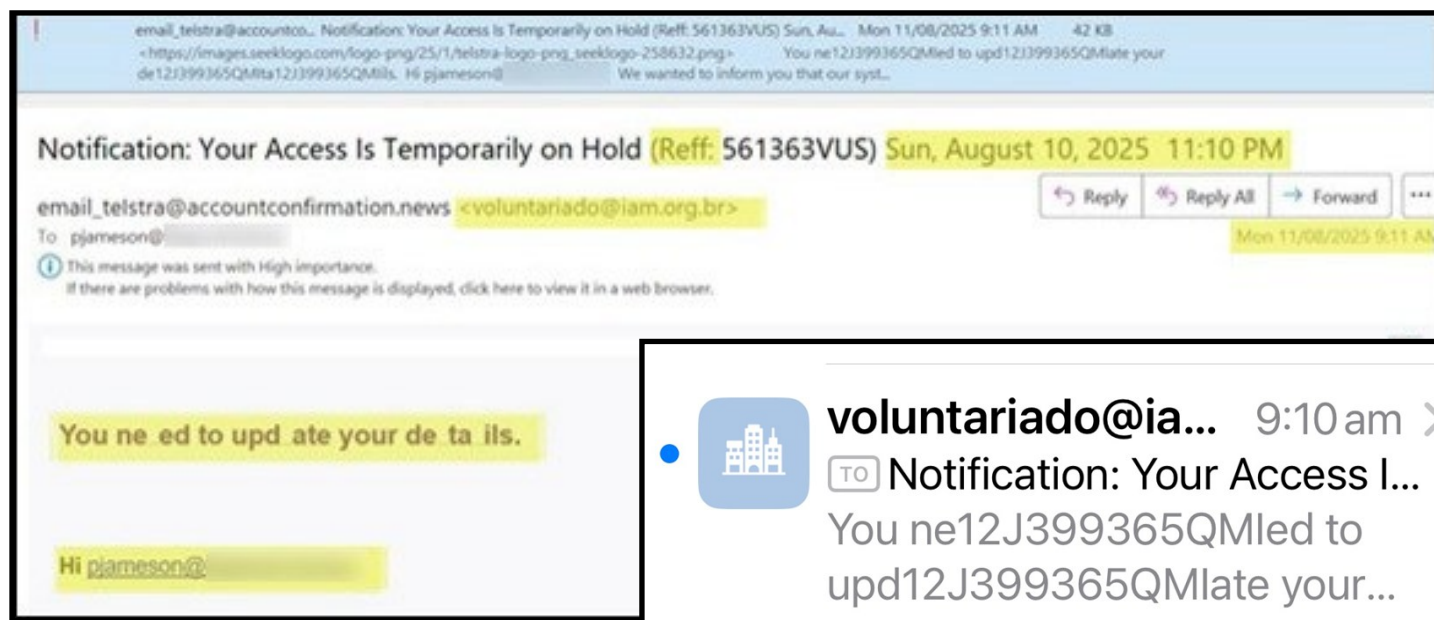 email_telstra@accountco... Notification: Your Access Is Temporarily on Hold (Reff: 561363VUS) Sun, Au... Mon 11/08/2025 9:11 AM 42 KB
<https://images.seeklogo.com/logo-png/25/1/telstra-logo-png_seeklogo-258632.png> You ne12J399365QMIed to upd12J399365QMIate your
de12J399365QMIta12J399365QMIils. Hi pjameson@ We wanted to inform you that our syst...
Notification: Your Access Is Temporarily on Hold (Reff: 561363VUS) Sun, August 10, 2025 11:10 PM
email_telstra@accountconfirmation.news <voluntariado@iam.org.br>
Reply Reply All Forward ...
To pjameson@
Mon 11/08/2025 9:11 AM
This message was sent with High importance.
If there are problems with how this message is displayed, click here to view it in a web browser.
You ne ed to upd ate your de ta ils.
Hi pjameson@
voluntariado@ia... 9:10 am
TO Notification: Your Access I...
You ne12J399365QMIed to
upd12J399365QMIate your...